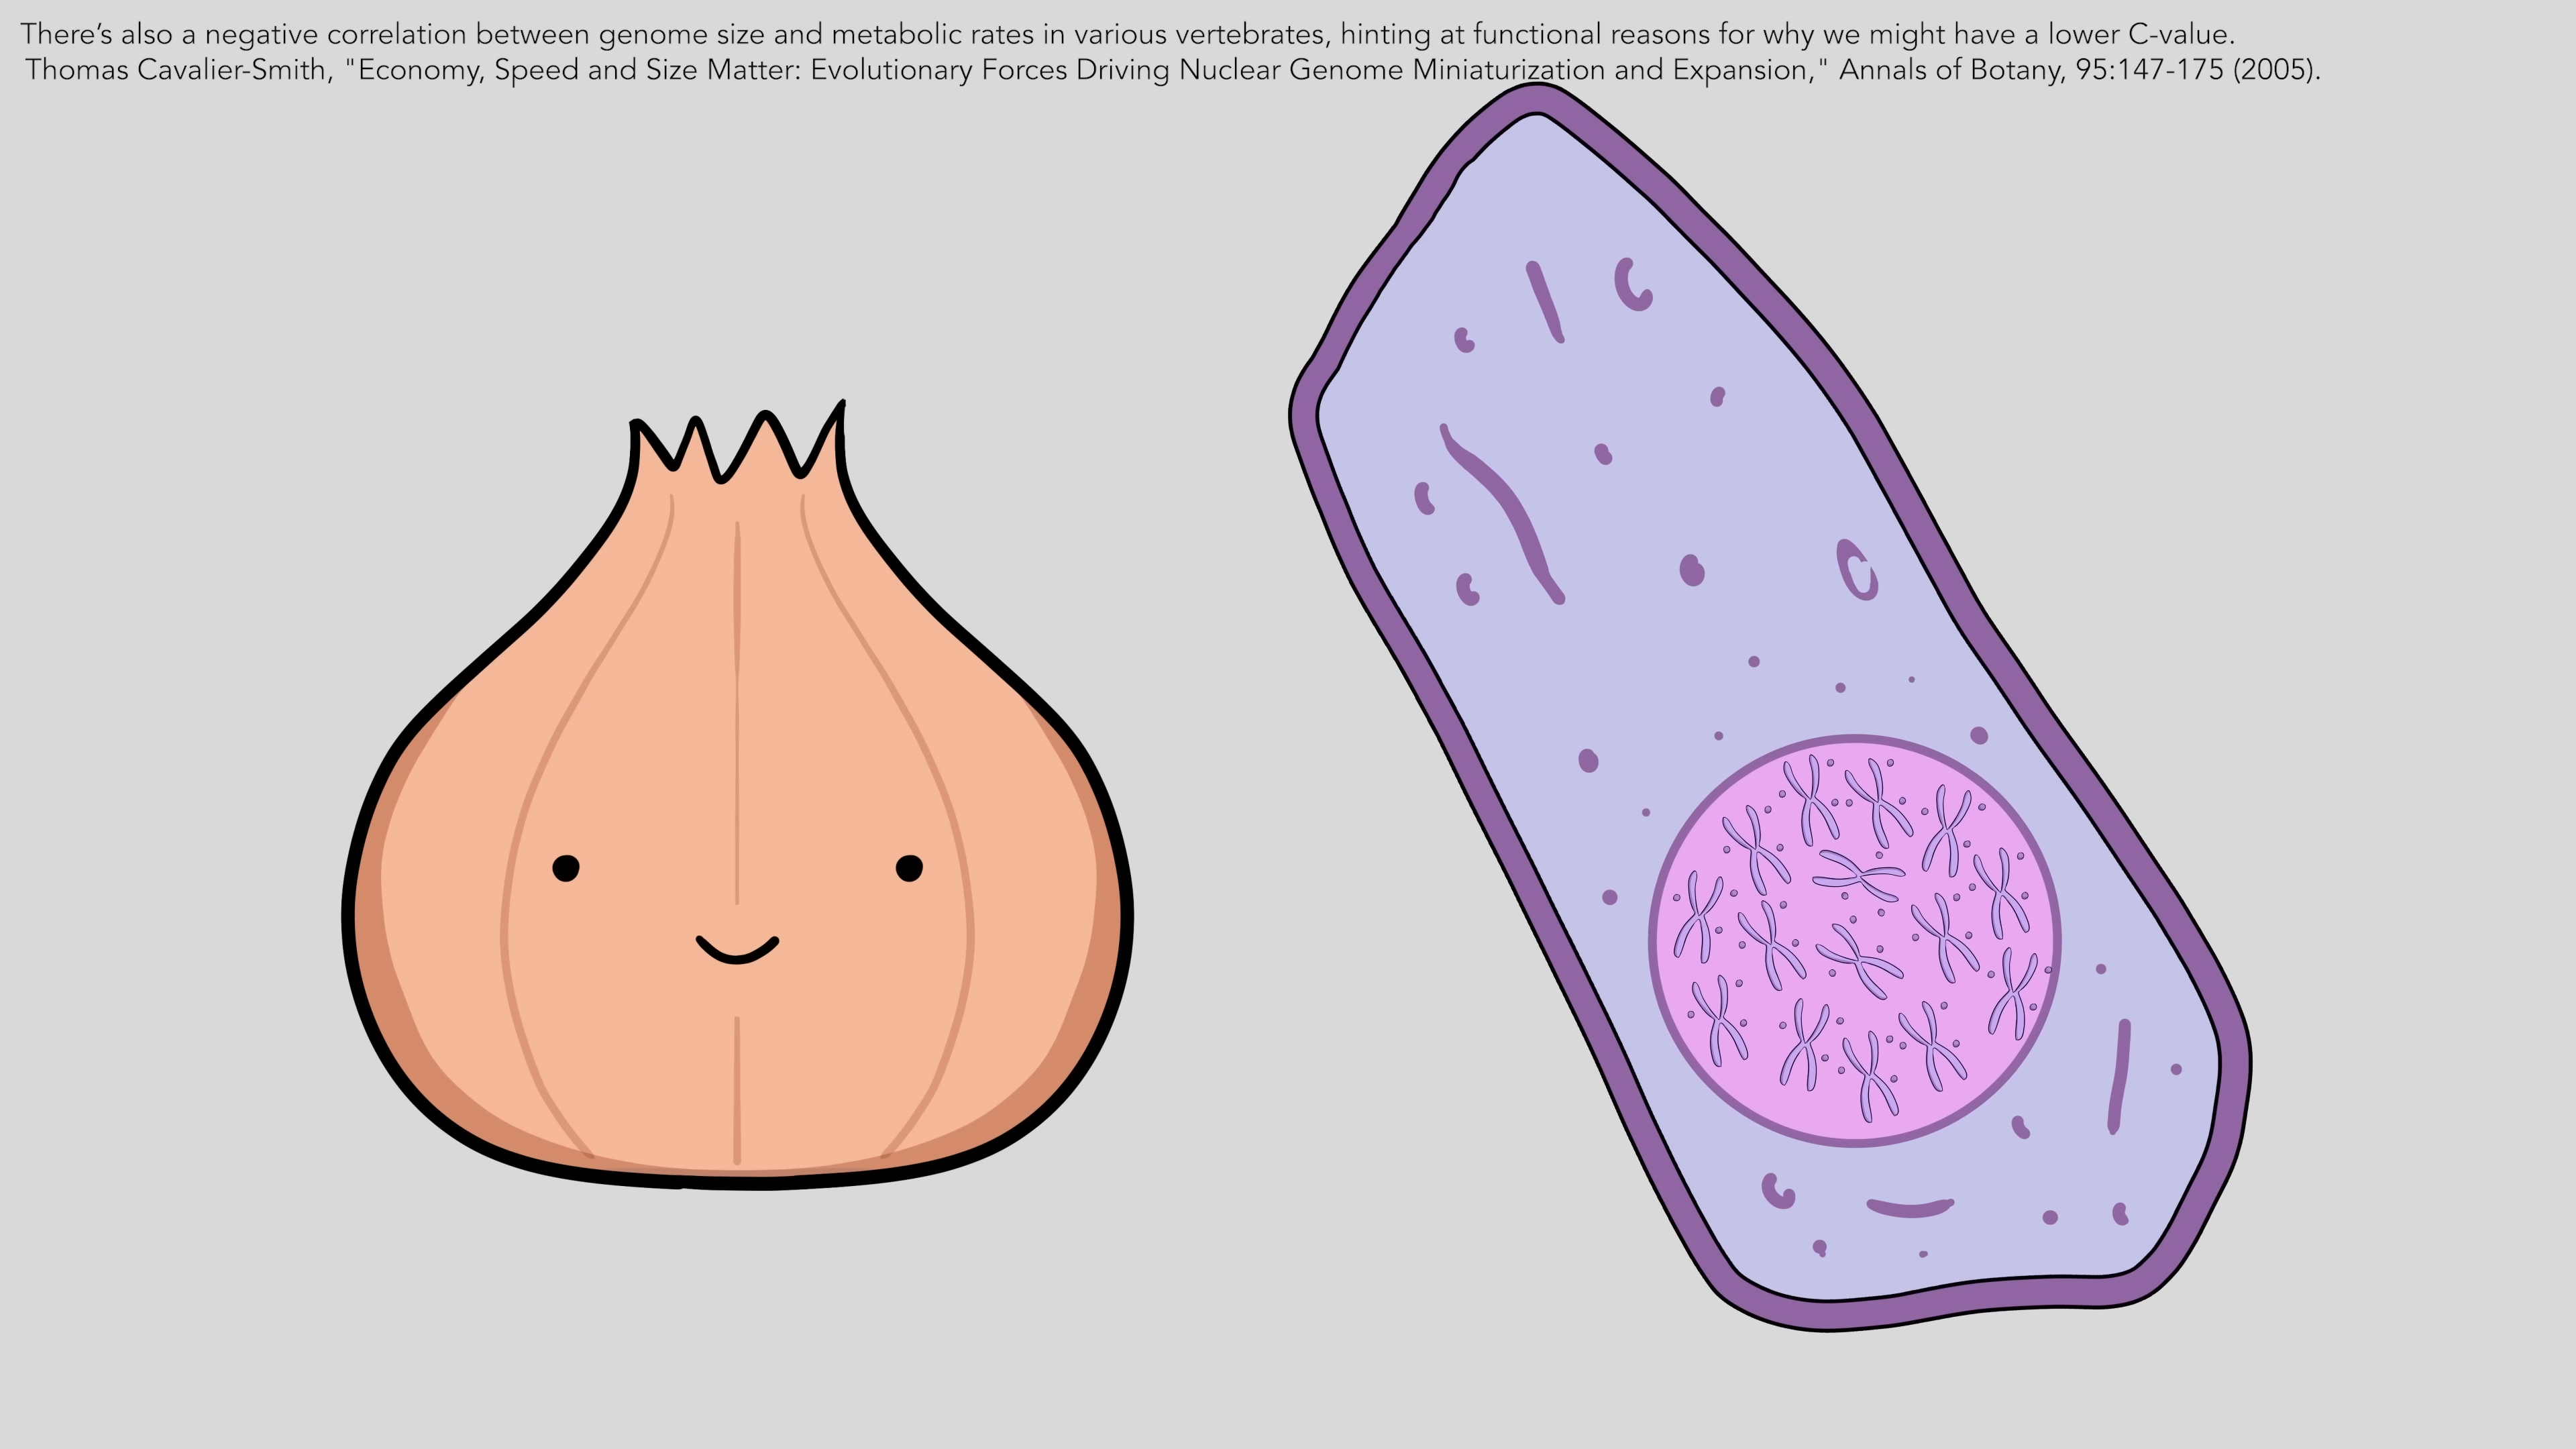 There’s also a negative correlation between genome size and metabolic rates in various vertebrates, hinting at functional reasons for why we might have a lower C-value.
Thomas Cavalier-Smith, "Economy, Speed and Size Matter: Evolutionary Forces Driving Nuclear Genome Miniaturization and Expansion," Annals of Botany, 95:147-175 (2005).